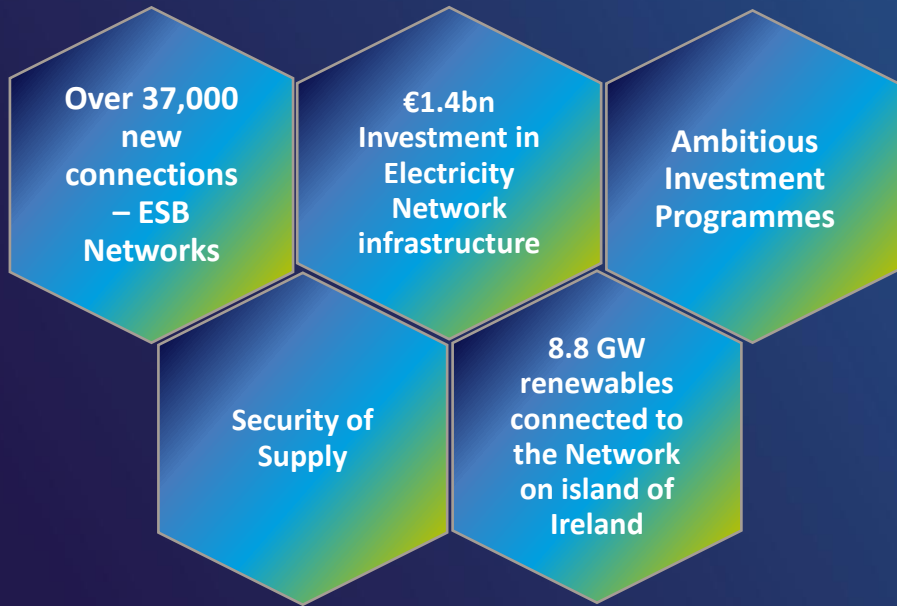 Over 37,000
new
connections
– ESB
Networks
€1.4bn
Investment in
Electricity
Network
infrastructure
Ambitious
Investment
Programmes
Security of
Supply
8.8 GW
renewables
connected to
the Network
on island of
Ireland